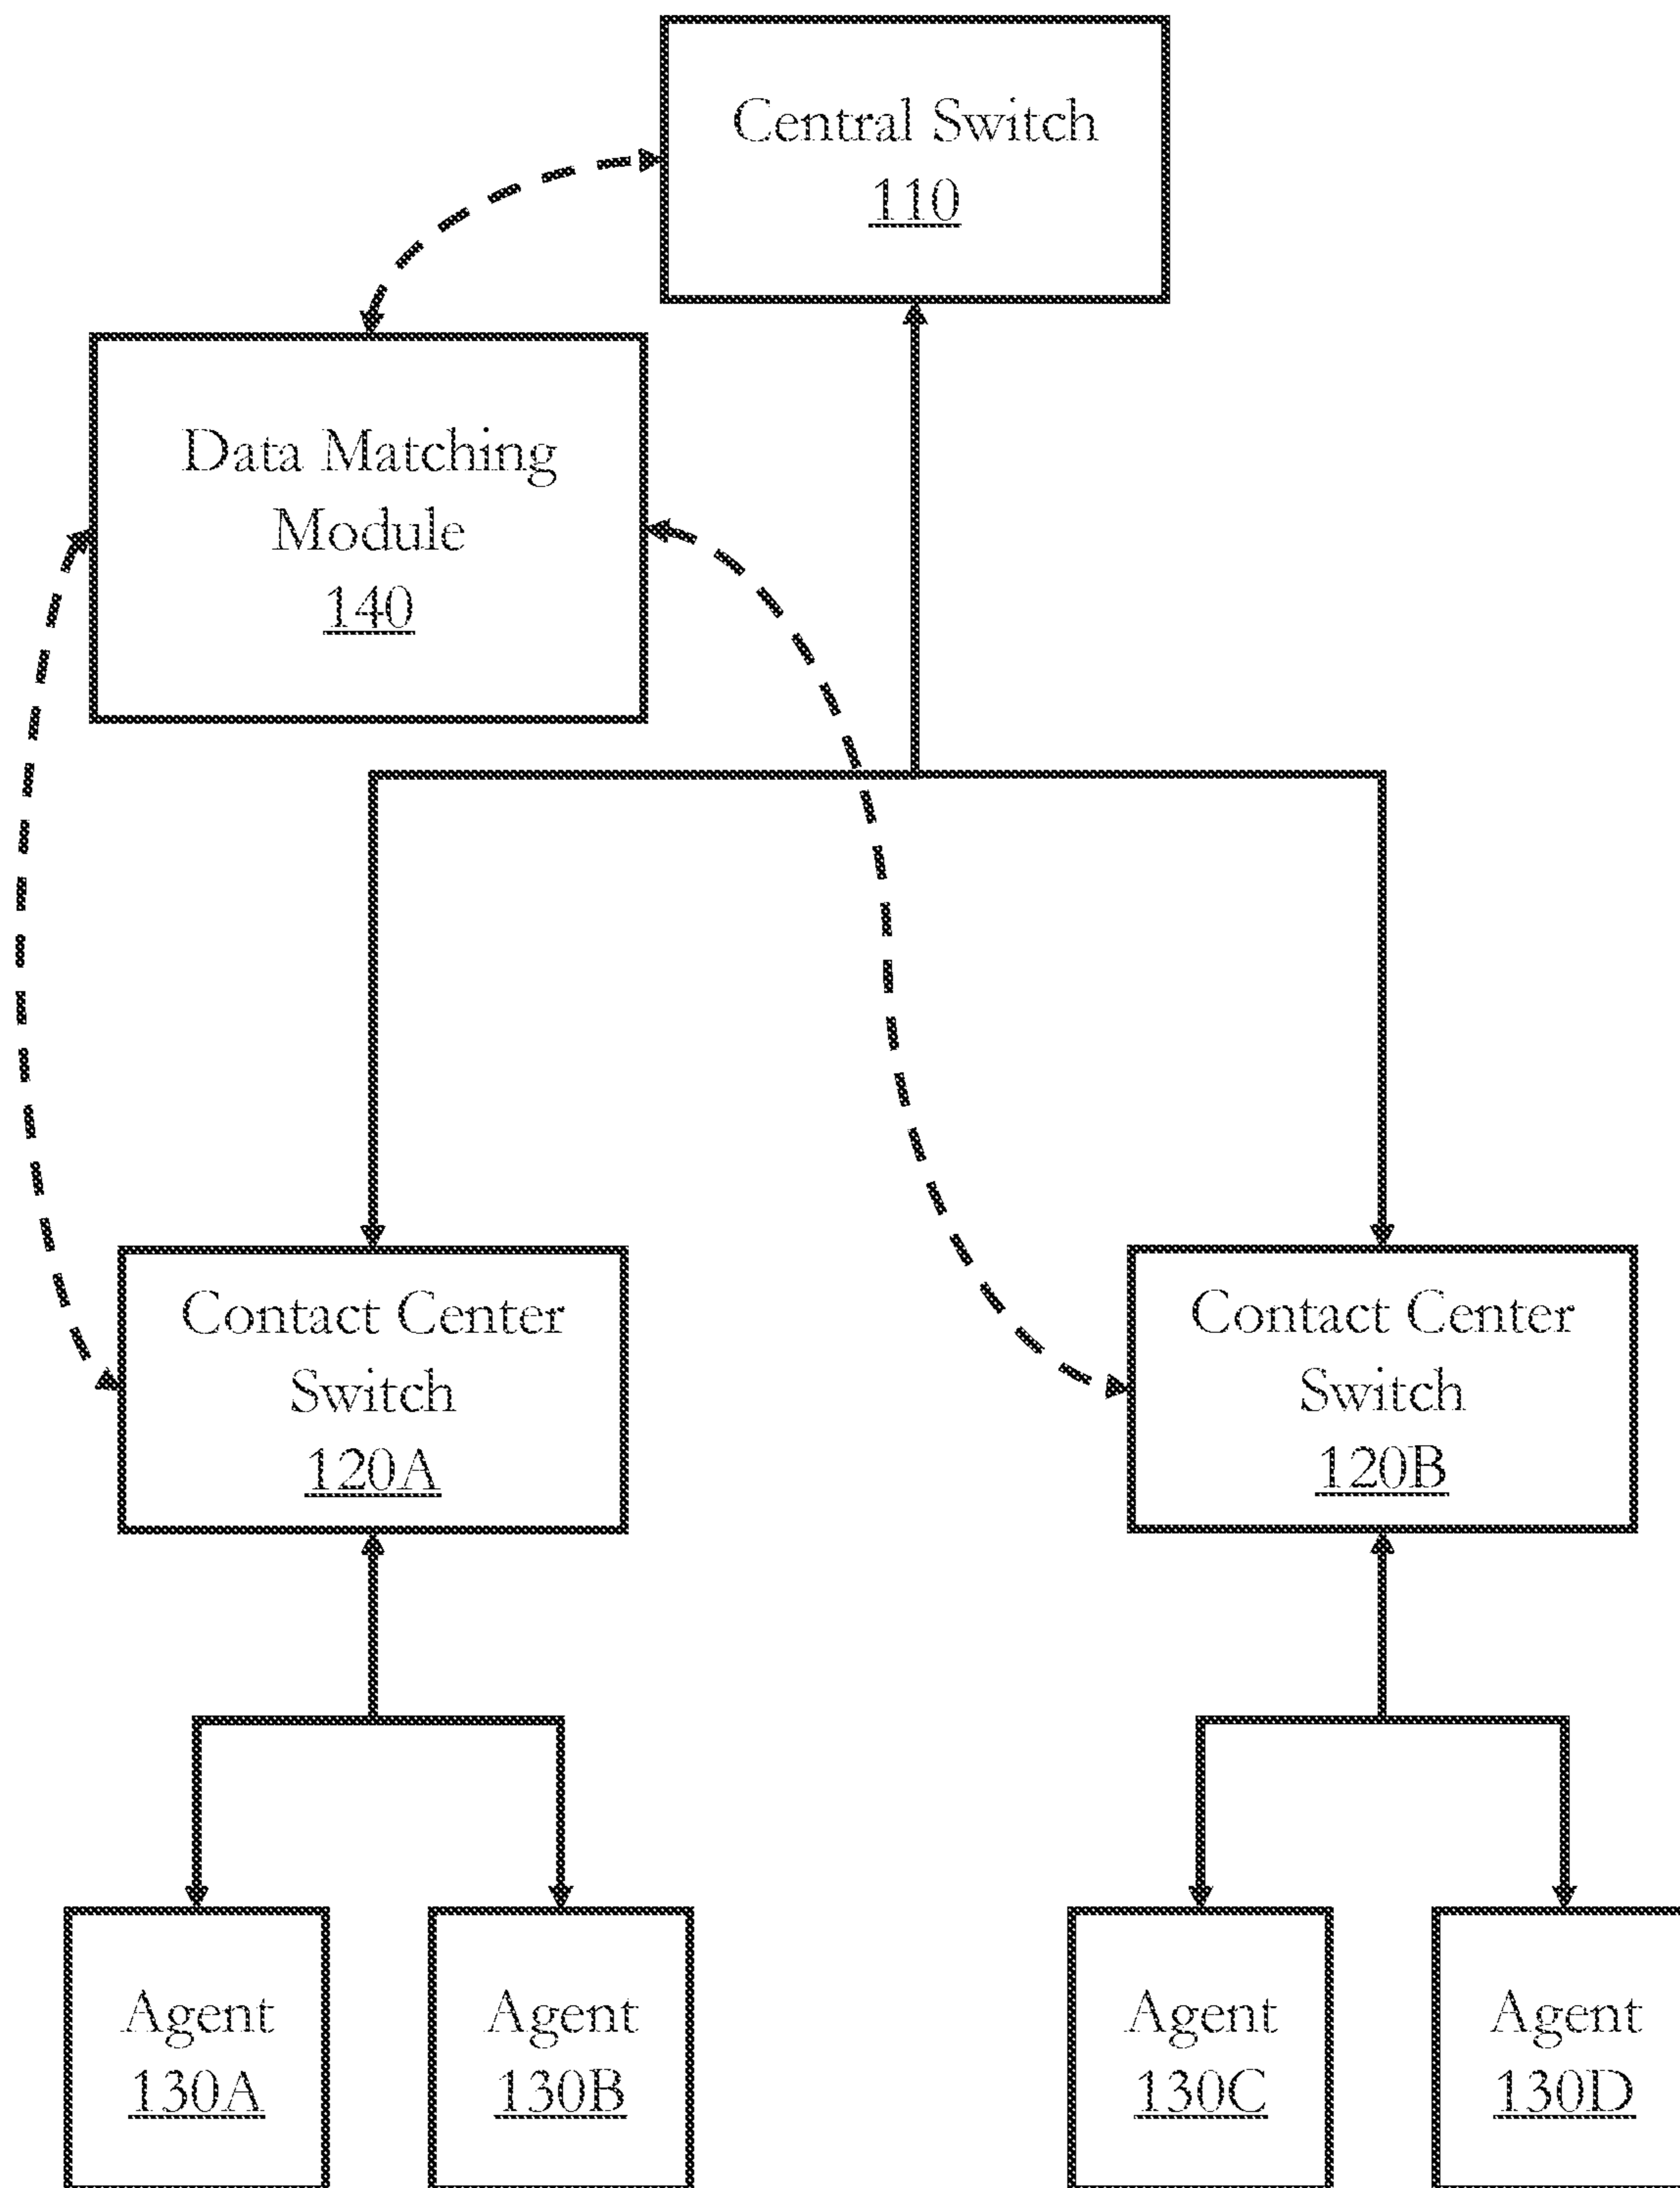 Central Switch
110
Data Matching
Module
140
Contact Center
Switch
120A
Contact Center
Switch
120B
Agent
130A
Agent
130B
Agent
130C
Agent
130D